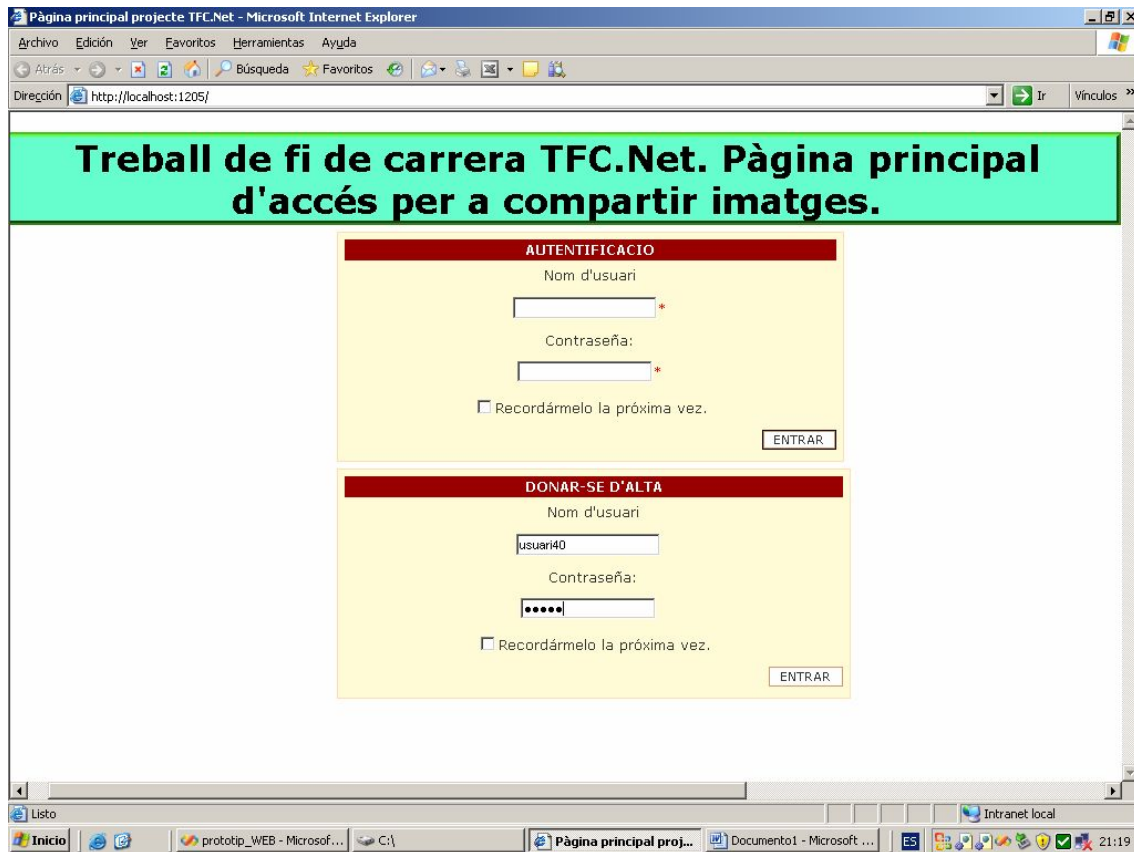 Pàgina principal projecte TFC.Net - Microsoft Internet Explorer
Archivo Edición Ver Favoritos Herramientas Ayuda
Atrás Búsqueda Favoritos
Dirección http://localhost:1205/ Ir Vínculos »
Treball de fi de carrera TFC.Net. Pàgina principal
d'accés per a compartir imatges.
AUTENTIFICACIO
Nom d'usuari
*
Contraseña:
*
Recordármelo la próxima vez.
ENTRAR
DONAR-SE D'ALTA
Nom d'usuari
usuari40
Contraseña:
•••••
Recordármelo la próxima vez.
ENTRAR
Listo Intranet local
Inicio prototip_WEB - Microsof... C:\ Pàgina principal proj... Documento1 - Microsoft ... ES 21:19